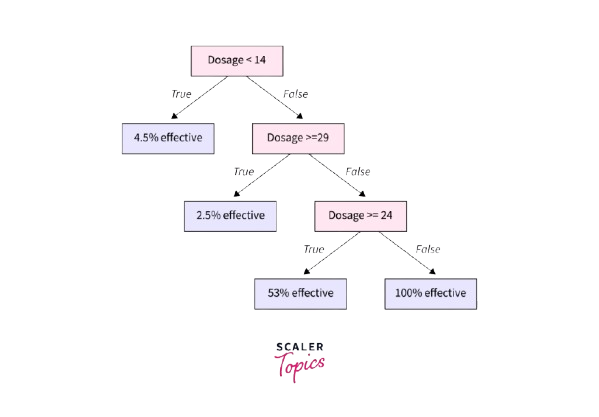 Dosage < 14
True
False
4.5% effective
Dosage >=29
True
False
2.5% effective
Dosage >= 24
True
False
53% effective
100% effective
SCALER
Topics